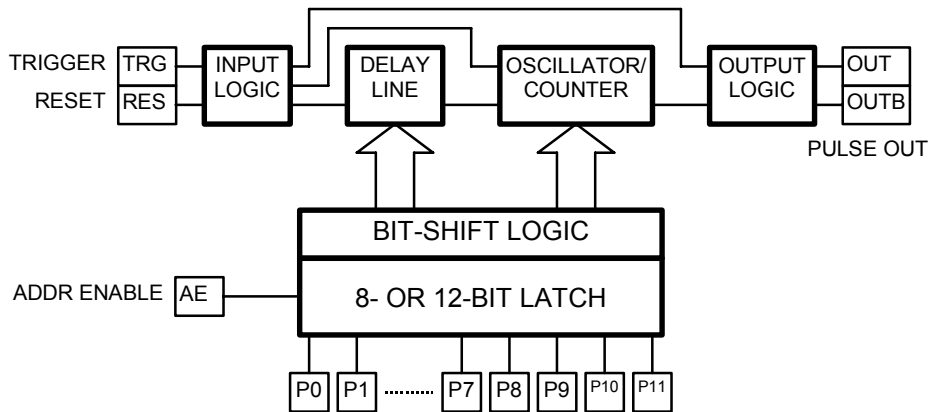 TRIGGER TRG INPUT LOGIC DELAY LINE OSCILLATOR/ COUNTER OUTPUT LOGIC OUT
RESET RES OUTB
PULSE OUT
BIT-SHIFT LOGIC
ADDR ENABLE AE 8- OR 12-BIT LATCH
P0 P1 ......... P7 P8 P9 P10 P11